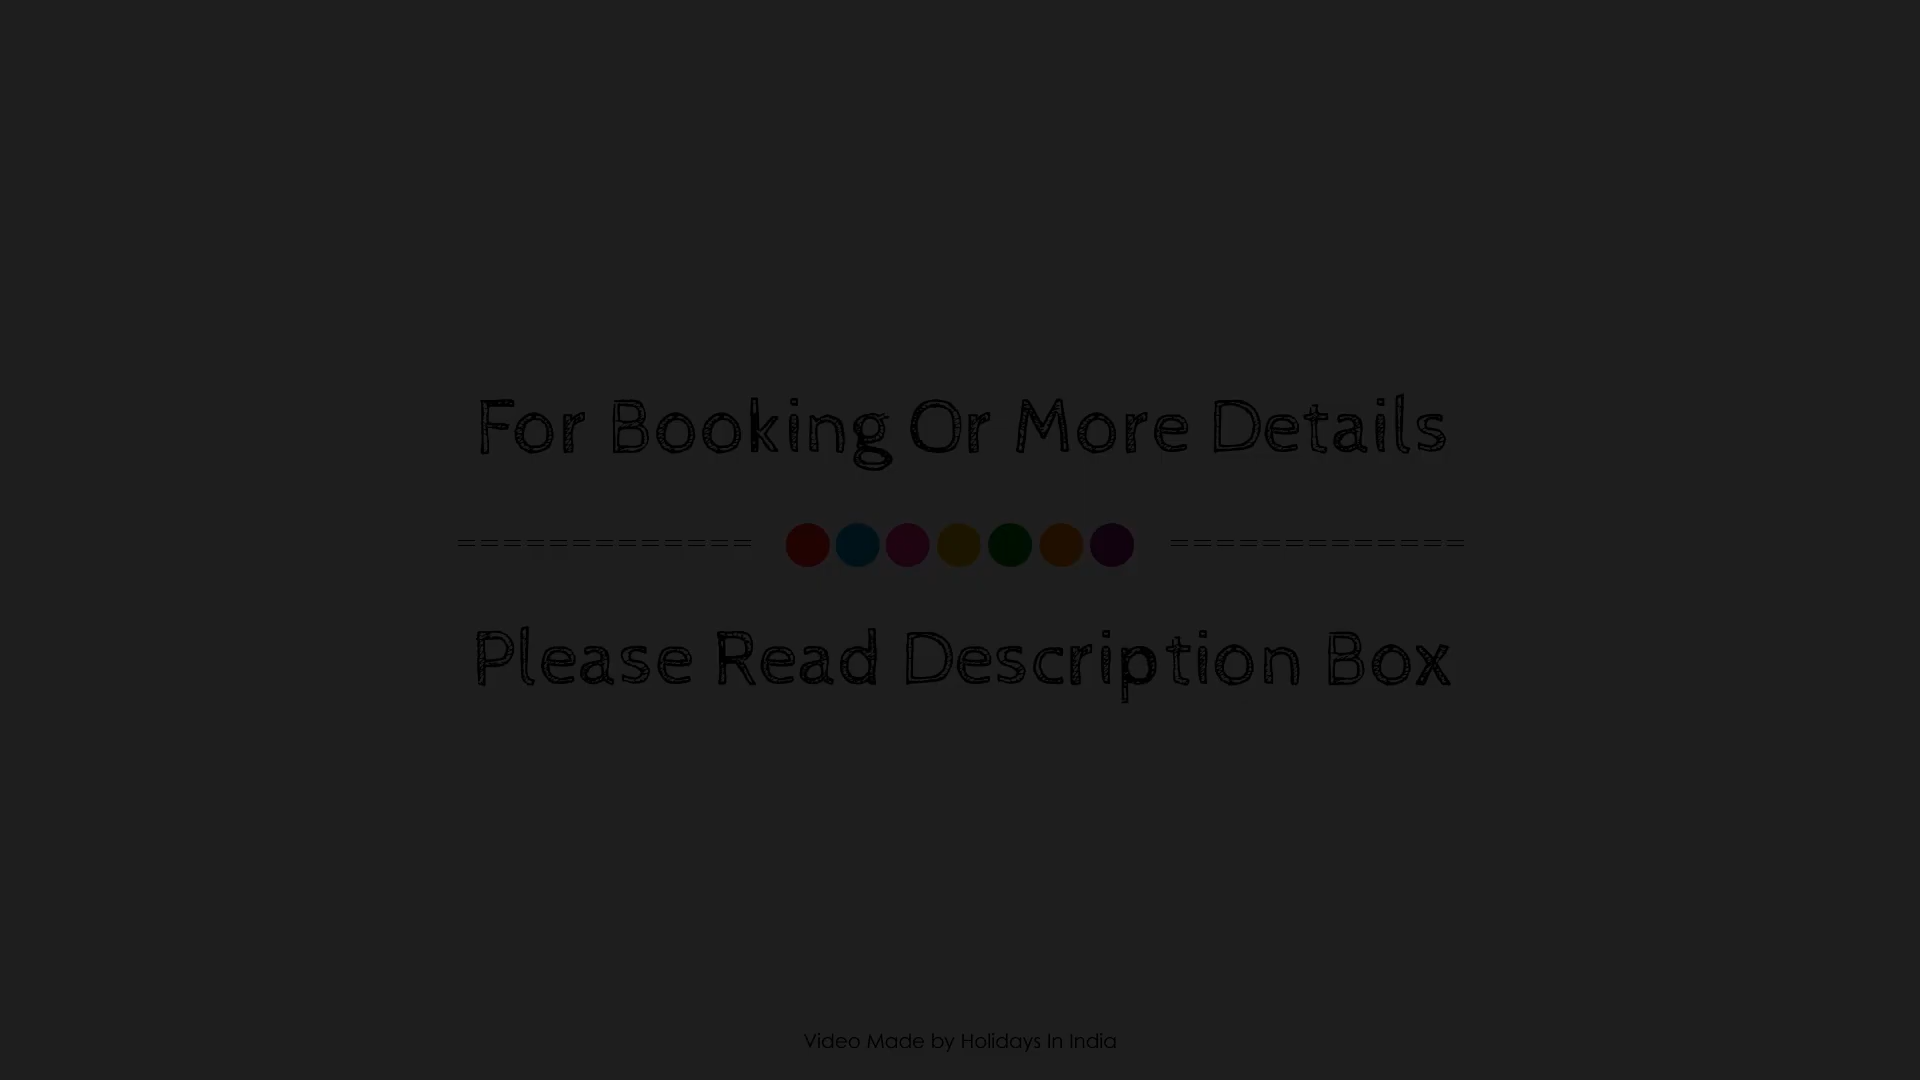 For Booking Or More Details
============= =============
Please Read Description Box
Video Made by Holidays In India